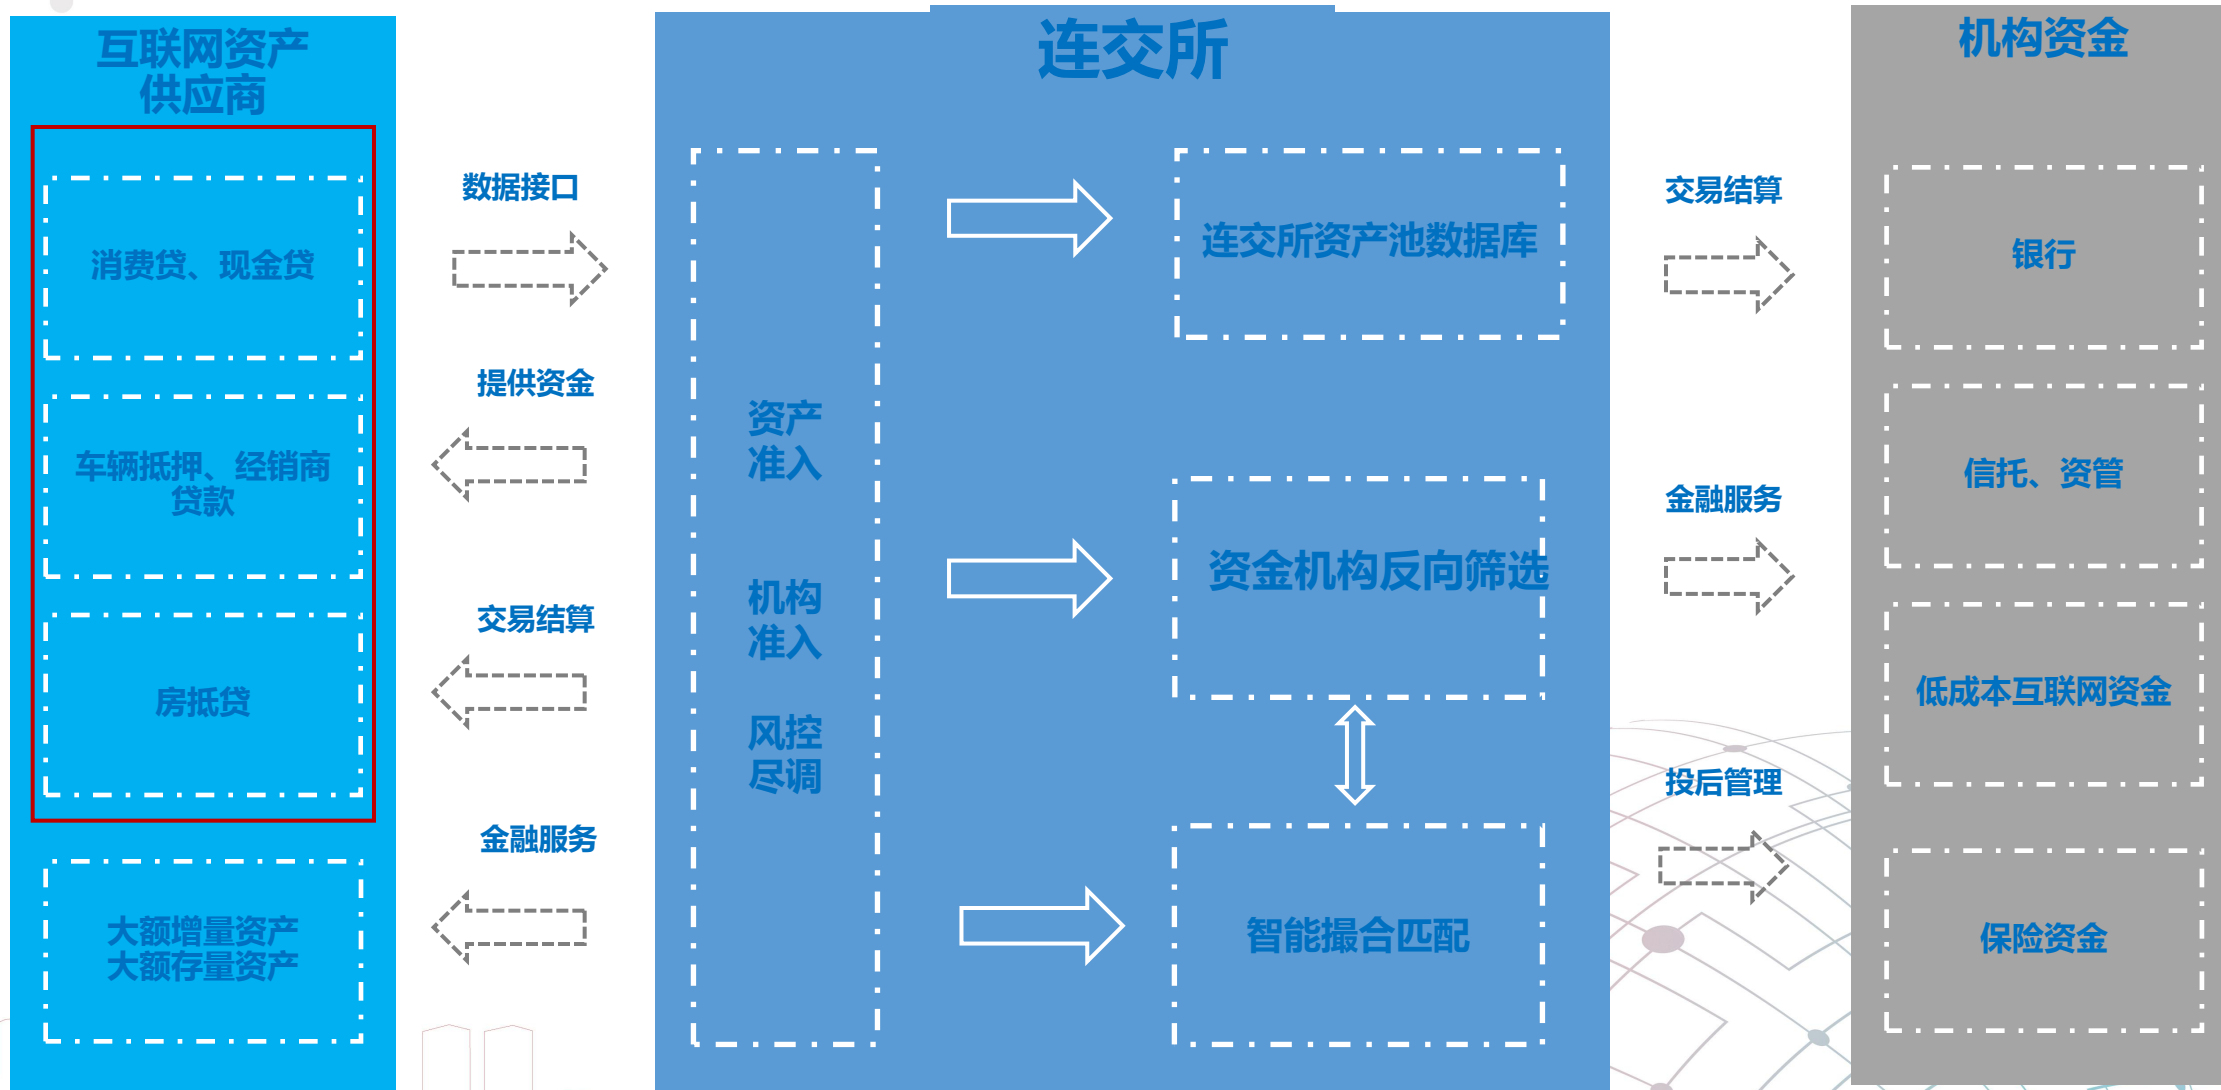 互联网资产
供应商
消费贷、现金贷
车辆抵押、经销商
贷款
房抵贷
大额增量资产
大额存量资产
数据接口
提供资金
交易结算
金融服务
连交所
资产
准入
机构
准入
风控
尽调
连交所资产池数据库
资金机构反向筛选
智能撮合匹配
交易结算
金融服务
投后管理
机构资金
银行
信托、资管
低成本互联网资金
保险资金